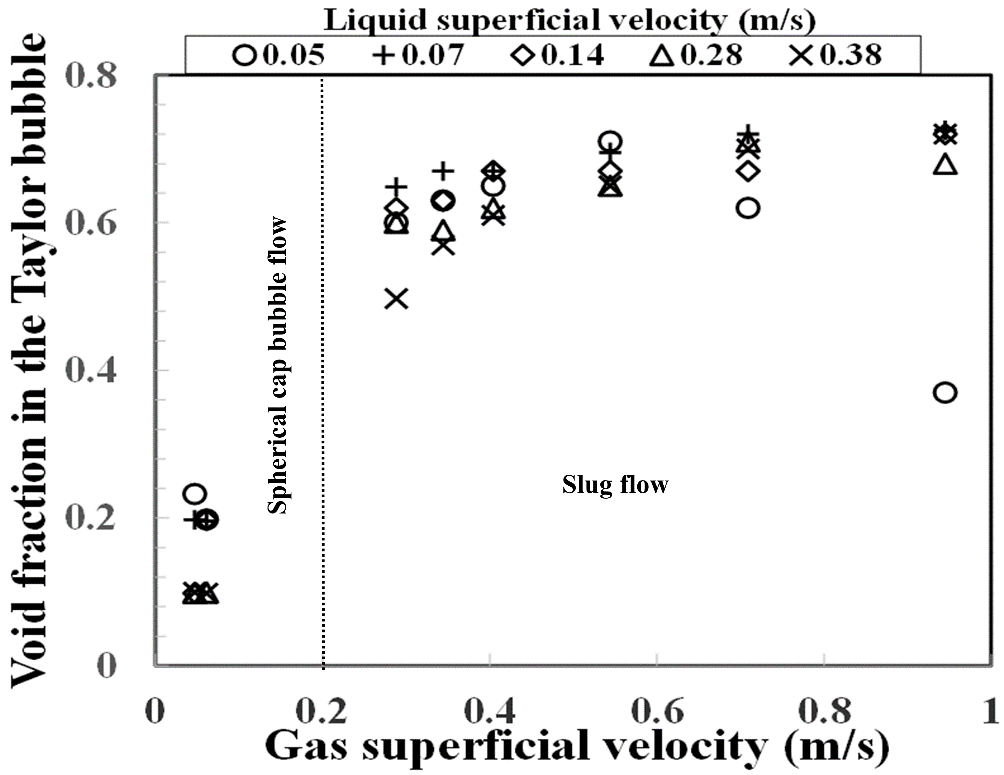 Liquid superficial velocity (m/s)
0.05 0.07 0.14 0.28 0.38
Void fraction in the Taylor bubble
0.8
0.6
0.4
0.2
0
Spherical cap bubble flow
Slug flow
0 0.2 0.4 0.6 0.8 1
Gas superficial velocity (m/s)